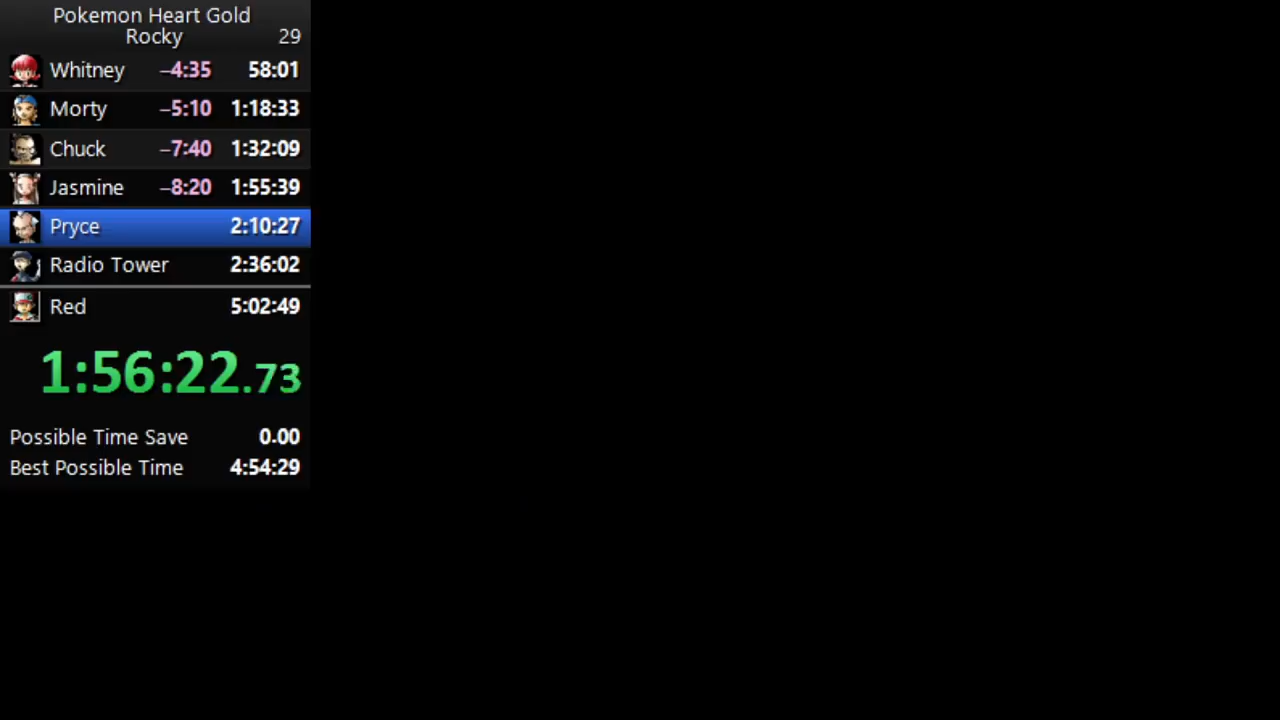 Pokemon Heart Gold
Rocky 29
Whitney −4:35 58:01
Morty −5:10 1:18:33
Chuck −7:40 1:32:09
Jasmine −8:20 1:55:39
Pryce 2:10:27
Radio Tower 2:36:02
Red 5:02:49
1:56:22.73
Possible Time Save 0.00
Best Possible Time 4:54:29